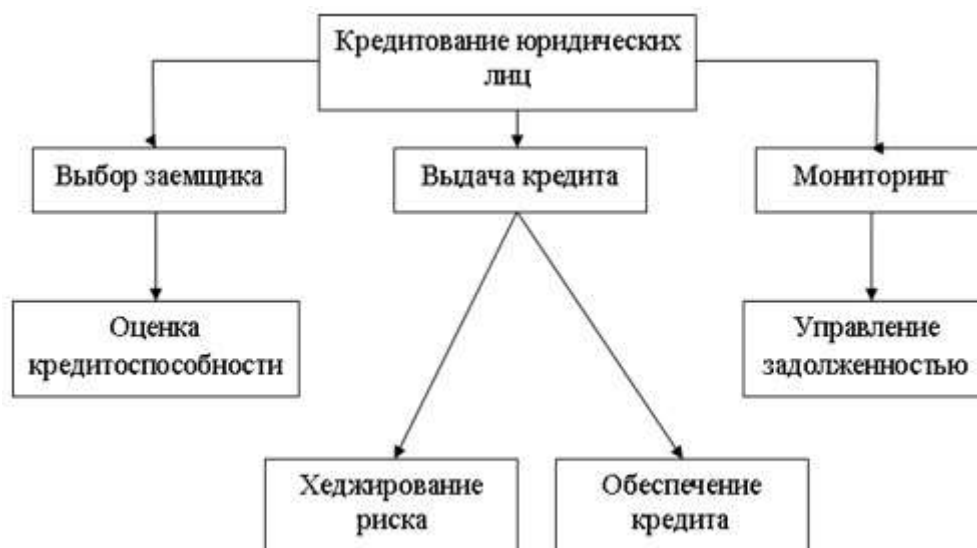 Кредитование юридических
лиц
Выбор заемщика
Выдача кредита
Мониторинг
Оценка
кредитоспособности
Управление
задолженностью
Хеджирование
риска
Обеспечение
кредита